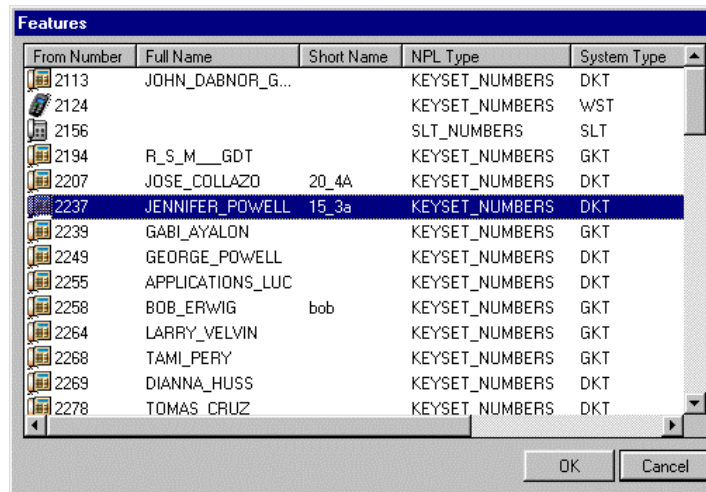 Features
From Number Full Name Short Name NPL Type System Type
2113 JOHN_DABNOR_G... KEYSET_NUMBERS DKT
2124 KEYSET_NUMBERS WST
2156 SLT_NUMBERS SLT
2194 R_S_M___GDT KEYSET_NUMBERS GKT
2207 JOSE_COLLAZO 20_4A KEYSET_NUMBERS DKT
2237 JENNIFER_POWELL 15_3a KEYSET_NUMBERS DKT
2239 GABI_AYALON KEYSET_NUMBERS GKT
2249 GEORGE_POWELL KEYSET_NUMBERS DKT
2255 APPLICATIONS_LUC KEYSET_NUMBERS DKT
2258 BOB_ERWIG bob KEYSET_NUMBERS GKT
2264 LARRY_VELVIN KEYSET_NUMBERS GKT
2268 TAMI_PERY KEYSET_NUMBERS GKT
2269 DIANNA_HUSS KEYSET_NUMBERS DKT
2278 TOMAS_CRUZ KEYSET_NUMBERS DKT
OK Cancel